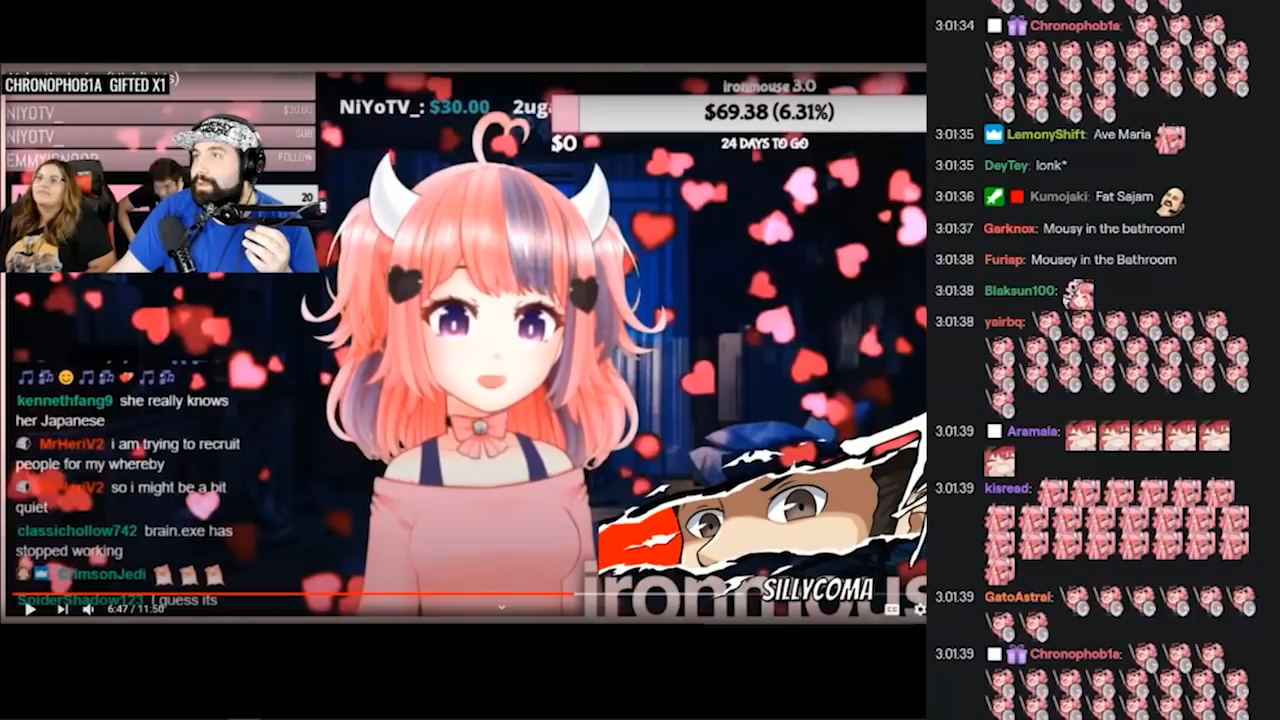 CHRONOPHOB1A GIFTED X1
NIYOTV_ $30.00
NIYOTV_ SUB
EMMYISNOOB FOLLOW
20
NiYoTV_: $30.00 2ug
ironmouse 3.0
$69.38 (6.31%)
$0
24 DAYS TO GO
kennethfang9 she really knows
her Japanese
MrHeriV2 i am trying to recruit
people for my whereby
MrHeriV2 so i might be a bit
quiet
classichollow742 brain.exe has
stopped working
CrimsonJedi
SpiderShadow123 I guess its
6:47 / 11:50
ironmous
SILLYCOMA
CC
3:01:34 Chronophob1a:
3:01:35 LemonyShift: Ave Maria
3:01:35 DeyTey: lonk*
3:01:36 Kumojaki: Fat Sajam
3:01:37 Garknox: Mousy in the bathroom!
3:01:38 Furiap: Mousey in the Bathroom
3:01:38 Blaksun100:
3:01:38 yairbq:
3:01:39 Aramala:
3:01:39 kisread:
3:01:39 GatoAstral:
3:01:39 Chronophob1a: